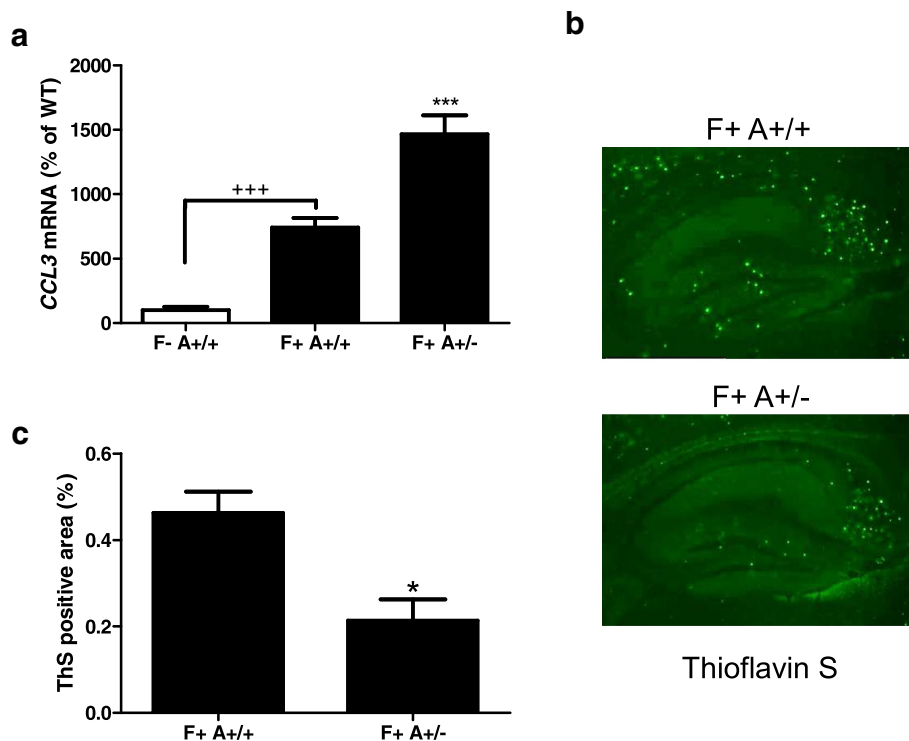 a
2000
1500
1000
500
0
CCL3 mRNA (% of WT)
+++
***
F- A+/+
F+ A+/+
F+ A+/-
b
F+ A+/+
F+ A+/-
Thioflavin S
c
0.6
0.4
0.2
0.0
ThS positive area (%)
*
F+ A+/+
F+ A+/-